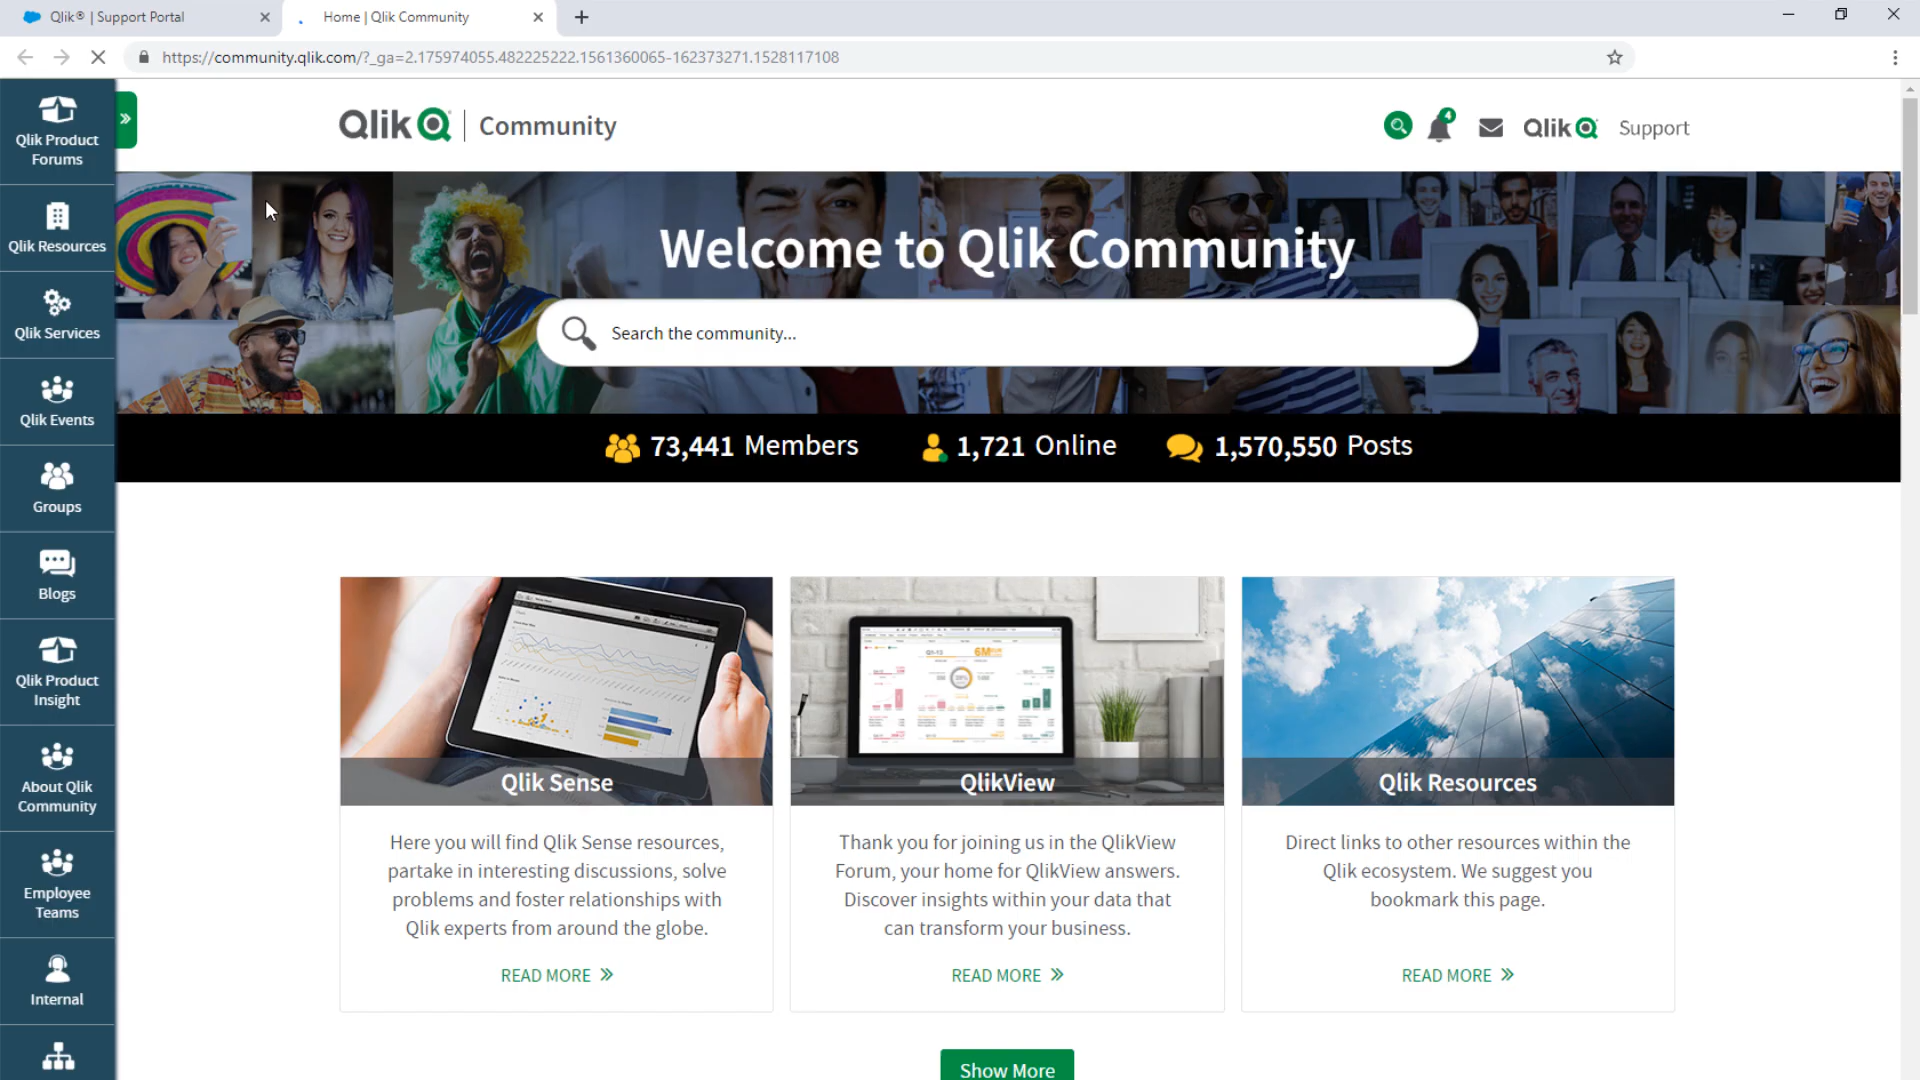 Qlik® | Support Portal
Home | Qlik Community
https://community.qlik.com/?_ga=2.175974055.482225222.1561360065-162373271.1528117108
Qlik Product
Forums
Qlik Resources
Qlik Services
Qlik Events
Groups
Blogs
Qlik Product
Insight
About Qlik
Community
Employee
Teams
Internal
Qlik | Community
4
Qlik
Support
Welcome to Qlik Community
Search the community...
73,441 Members
1,721 Online
1,570,550 Posts
Qlik Sense
Here you will find Qlik Sense resources,
partake in interesting discussions, solve
problems and foster relationships with
Qlik experts from around the globe.
READ MORE
QlikView
Thank you for joining us in the QlikView
Forum, your home for QlikView answers.
Discover insights within your data that
can transform your business.
READ MORE
Qlik Resources
Direct links to other resources within the
Qlik ecosystem. We suggest you
bookmark this page.
READ MORE
Show More